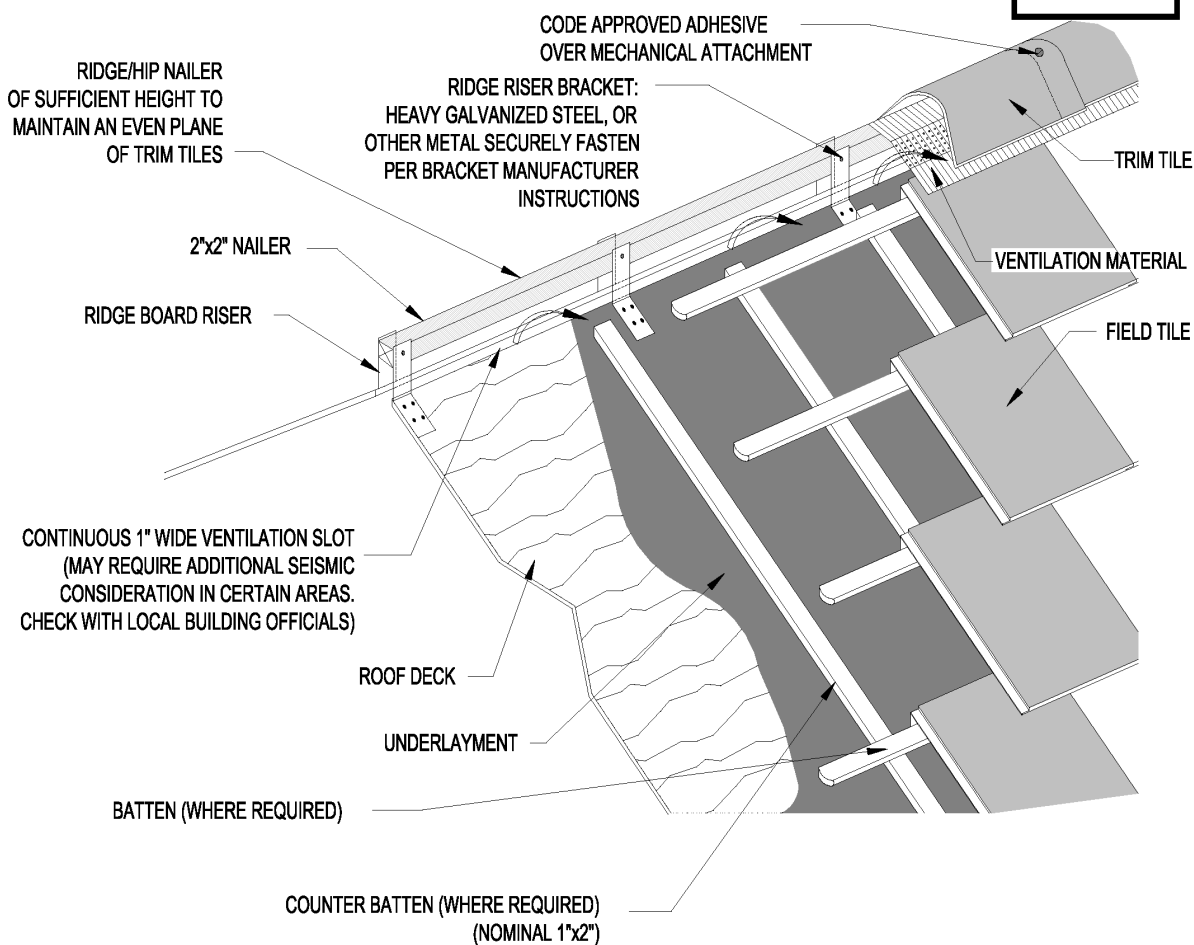 CODE APPROVED ADHESIVE
OVER MECHANICAL ATTACHMENT
RIDGE/HIP NAILER
OF SUFFICIENT HEIGHT TO
MAINTAIN AN EVEN PLANE
OF TRIM TILES
RIDGE RISER BRACKET:
HEAVY GALVANIZED STEEL, OR
OTHER METAL SECURELY FASTEN
PER BRACKET MANUFACTURER
INSTRUCTIONS
TRIM TILE
2"x2" NAILER
VENTILATION MATERIAL
RIDGE BOARD RISER
FIELD TILE
CONTINUOUS 1" WIDE VENTILATION SLOT
(MAY REQUIRE ADDITIONAL SEISMIC
CONSIDERATION IN CERTAIN AREAS.
CHECK WITH LOCAL BUILDING OFFICIALS)
ROOF DECK
UNDERLAYMENT
BATTEN (WHERE REQUIRED)
COUNTER BATTEN (WHERE REQUIRED)
(NOMINAL 1"x2")